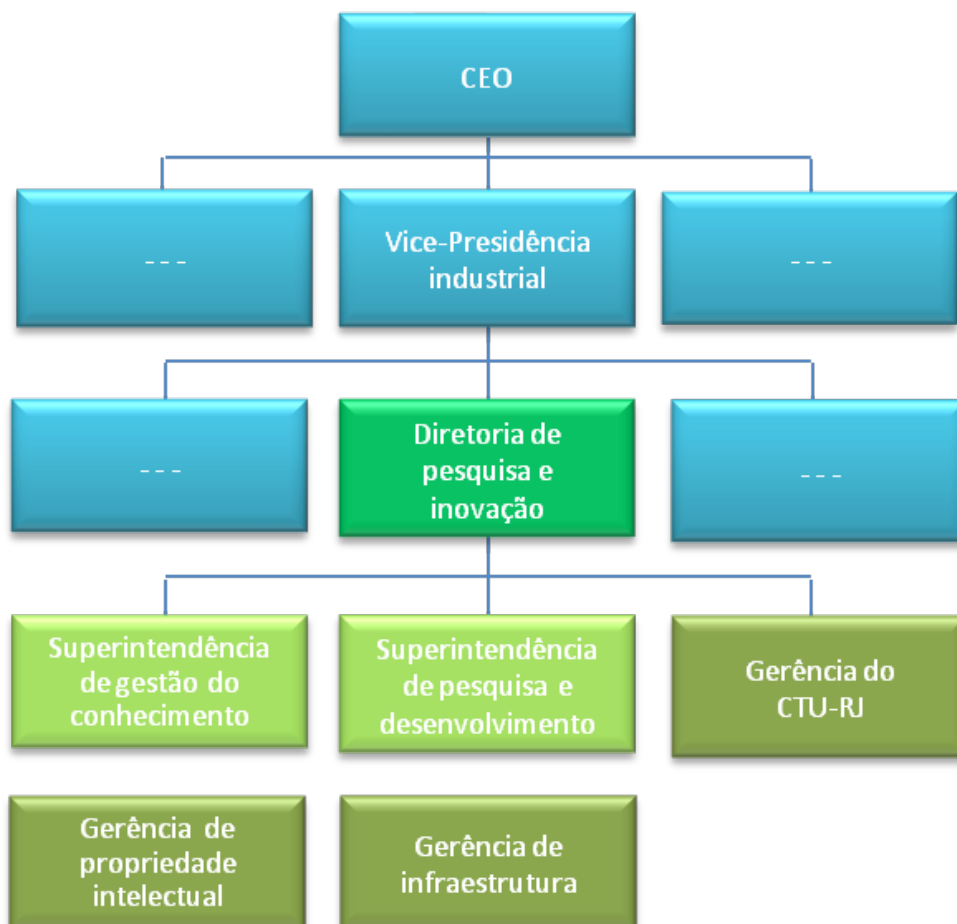 CEO
- - -
Vice-Presidência
industrial
- - -
- - -
Diretoria de
pesquisa e
inovação
- - -
Superintendência
de gestão do
conhecimento
Superintendência
de pesquisa e
desenvolvimento
Gerência do
CTU-RJ
Gerência de
propriedade
intelectual
Gerência de
infraestrutura